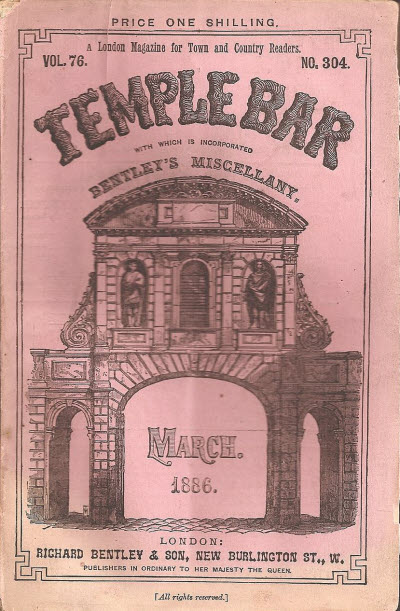 PRICE ONE SHILLING.
A London Magazine for Town and Country Readers.
VOL. 76.
NO. 304.
TEMPLE BAR
WITH WHICH IS INCORPORATED
BENTLEY'S MISCELLANY,
MARCH.
1886.
LONDON:
RICHARD BENTLEY & SON, NEW BURLINGTON ST., W.
PUBLISHERS IN ORDINARY TO HER MAJESTY THE QUEEN.
[All rights reserved.]